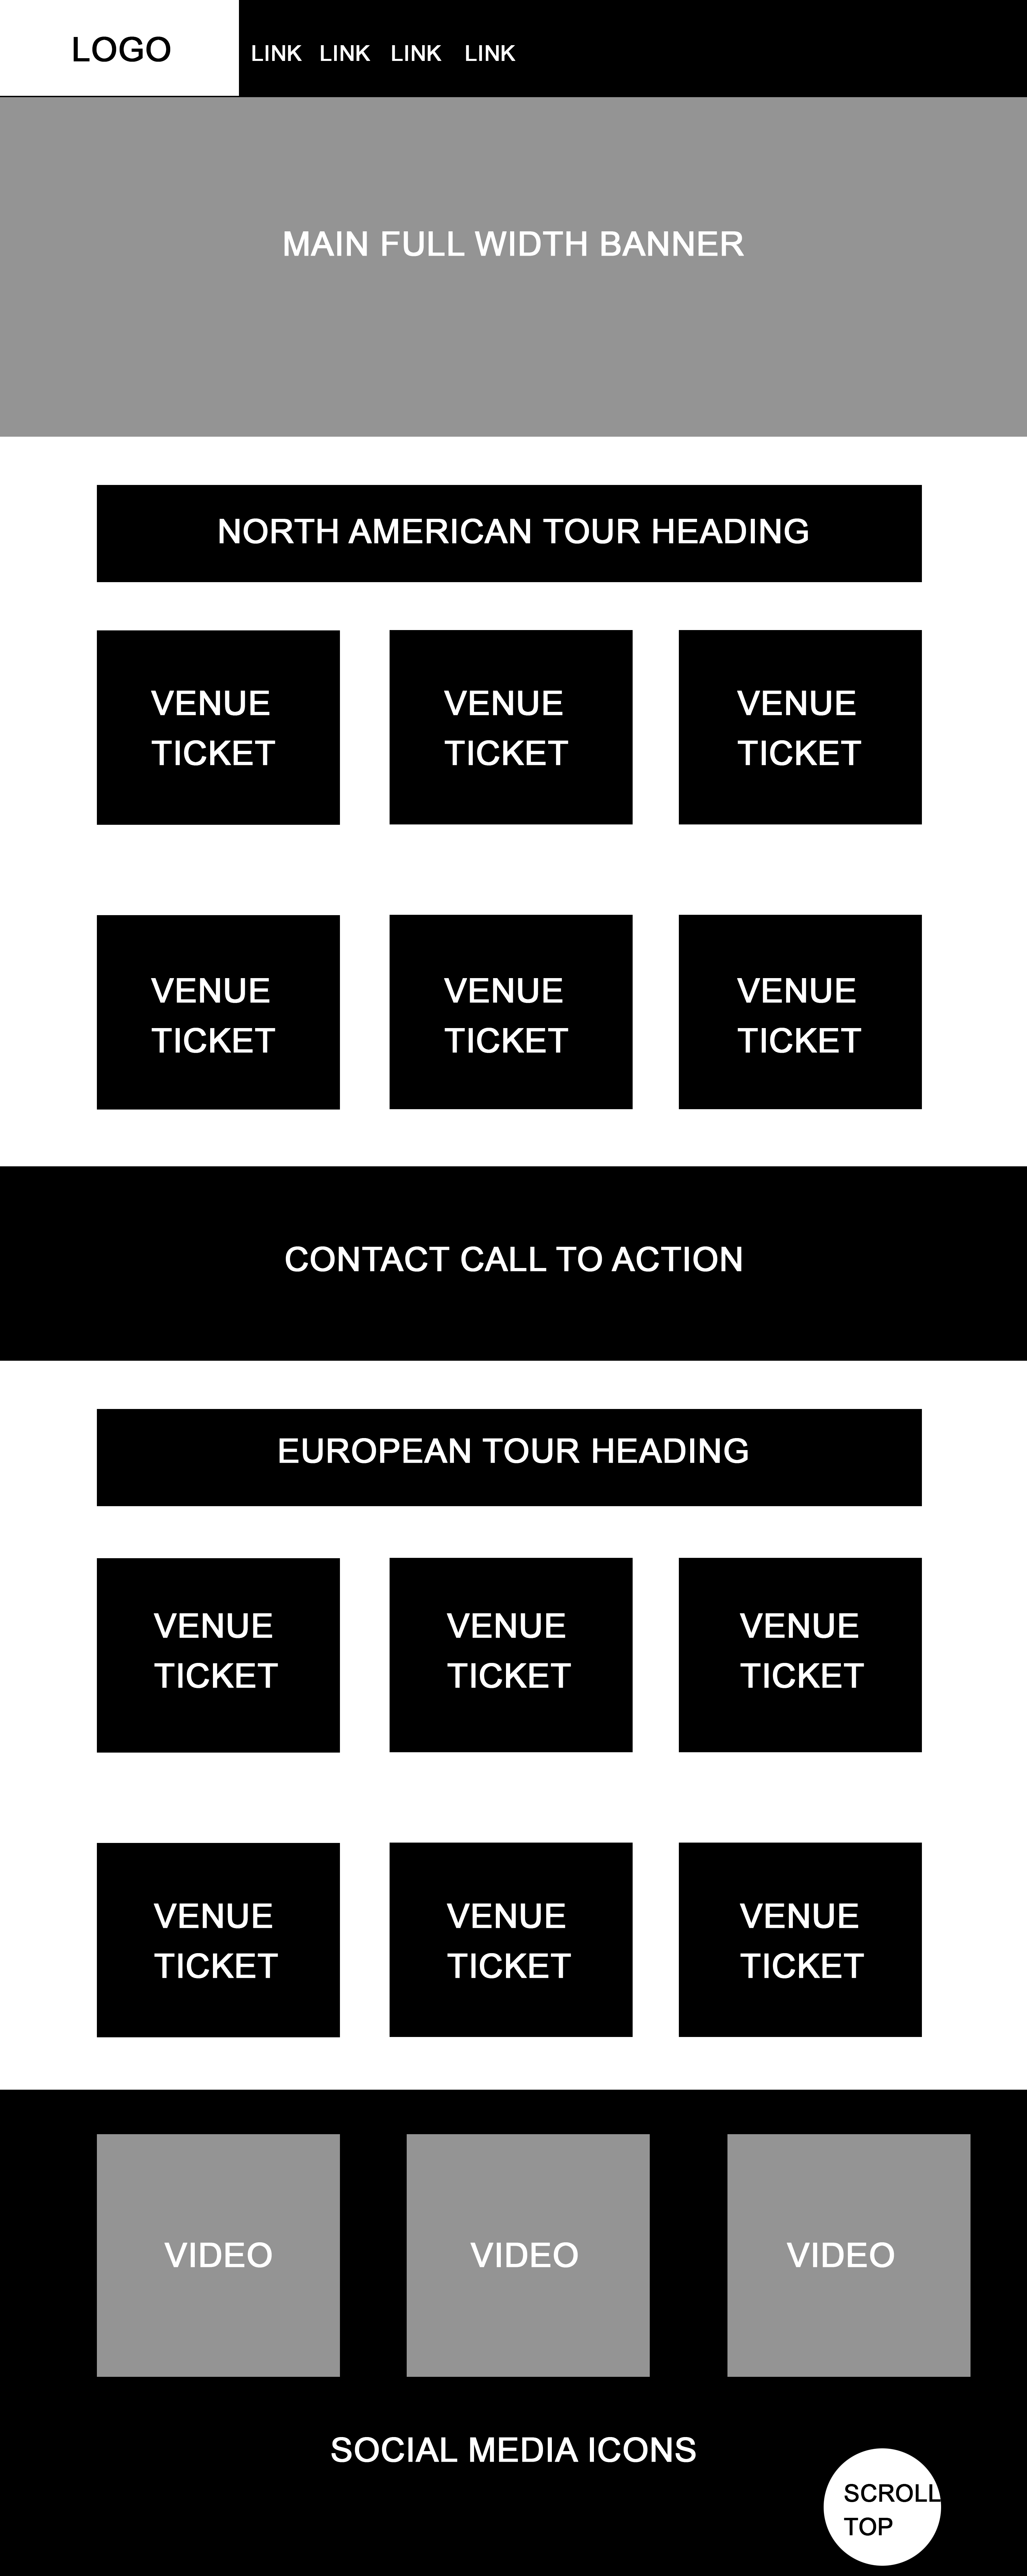 LOGO
LINK LINK LINK LINK
MAIN FULL WIDTH BANNER
NORTH AMERICAN TOUR HEADING
VENUE
TICKET
VENUE
TICKET
VENUE
TICKET
VENUE
TICKET
VENUE
TICKET
VENUE
TICKET
CONTACT CALL TO ACTION
EUROPEAN TOUR HEADING
VENUE
TICKET
VENUE
TICKET
VENUE
TICKET
VENUE
TICKET
VENUE
TICKET
VENUE
TICKET
VIDEO
VIDEO
VIDEO
SOCIAL MEDIA ICONS
SCROLL
TOP